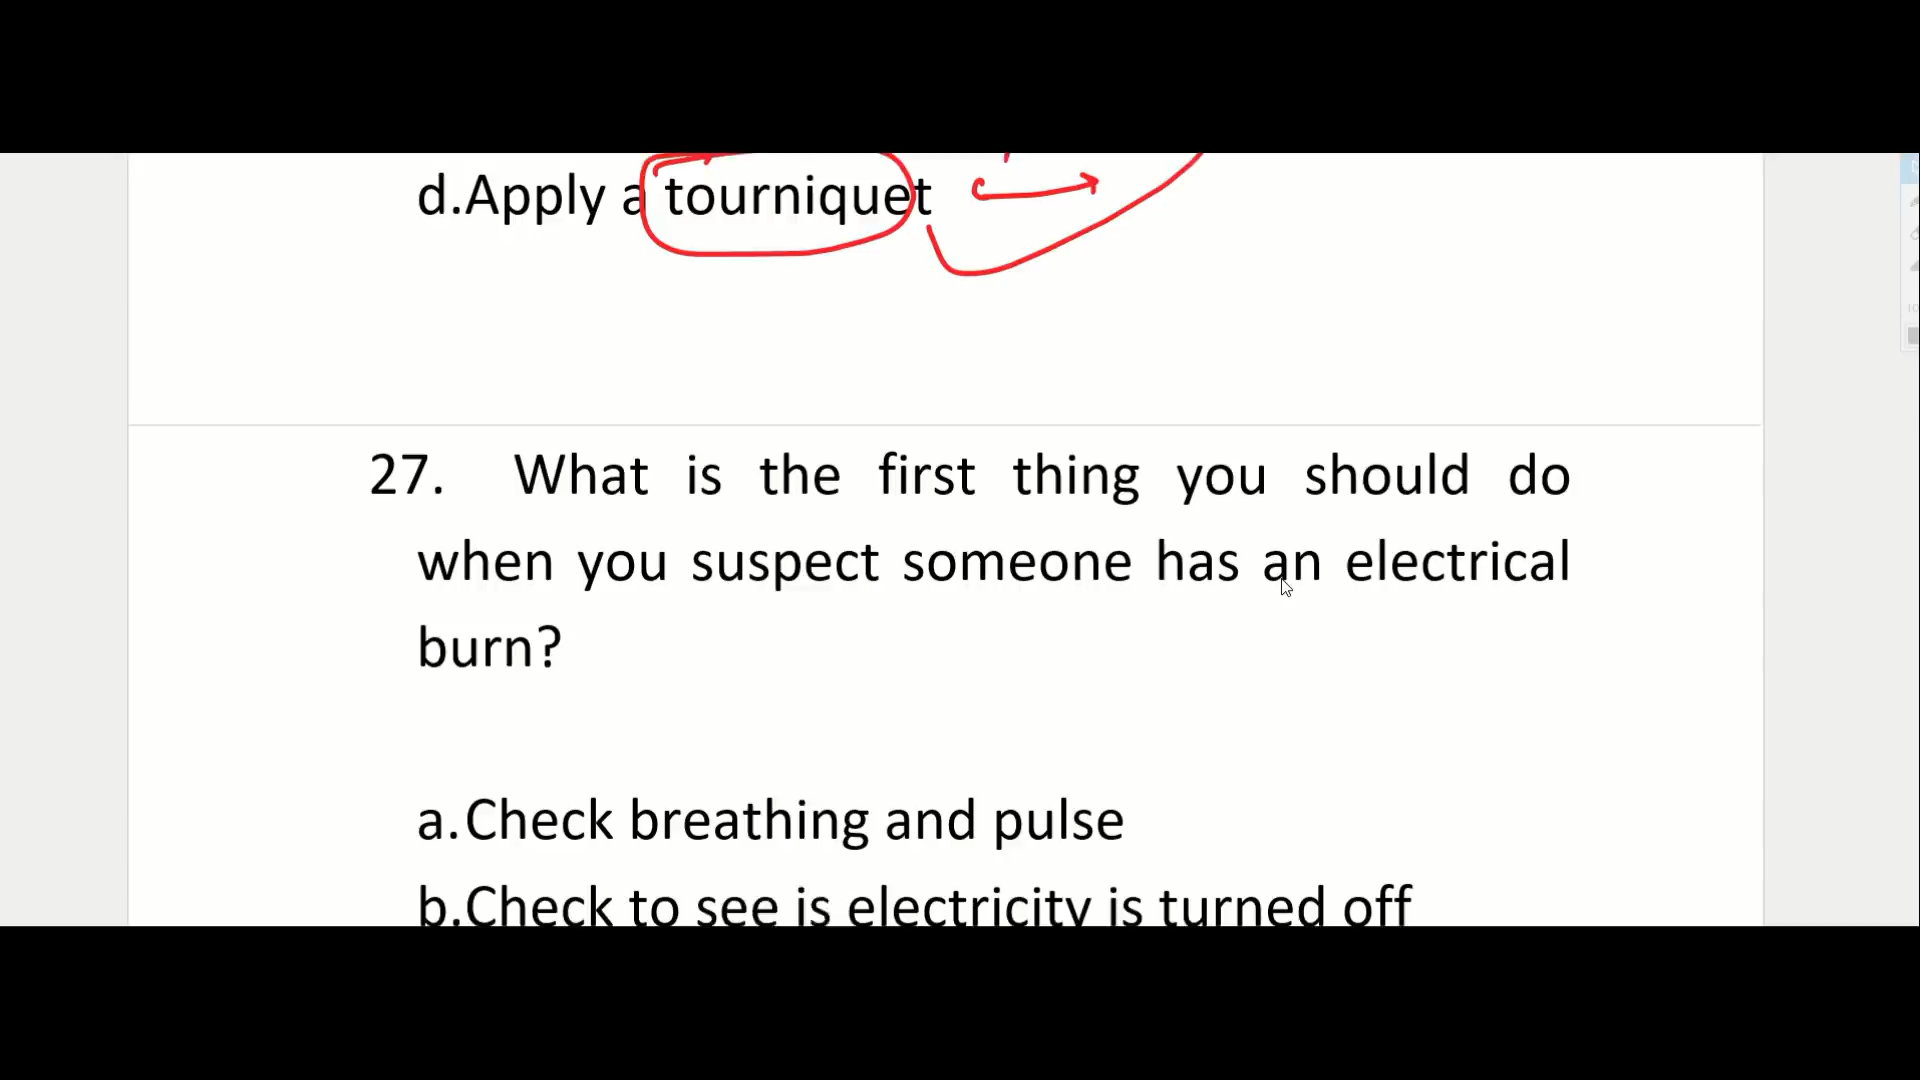 d.Apply a tourniquet
27. What is the first thing you should do
when you suspect someone has an electrical
burn?
a.Check breathing and pulse
b.Check to see is electricity is turned off